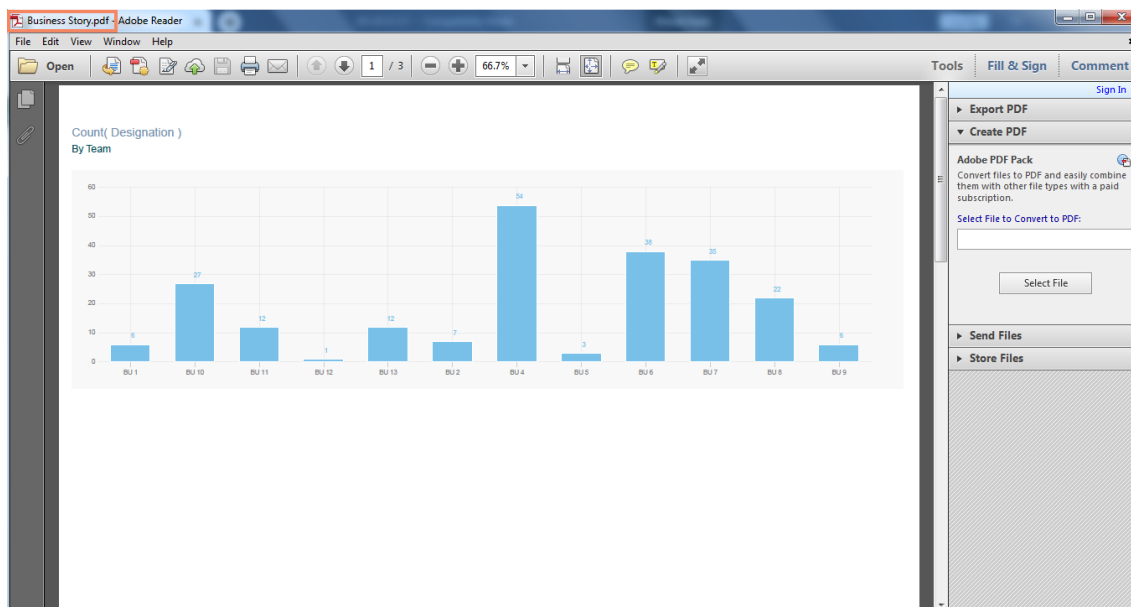 Business Story.pdf - Adobe Reader
File Edit View Window Help
Open 1 / 3 66.7% Tools Fill & Sign Comment
Sign In
Export PDF
Create PDF
Adobe PDF Pack
Convert files to PDF and easily combine
them with other file types with a paid
subscription.
Select File to Convert to PDF:
Select File
Send Files
Store Files
Count( Designation )
By Team
60
50
40
30
20
10
0
6 27 12 1 12 7 54 3 38 35 22 6
BU 1 BU 10 BU 11 BU 12 BU 13 BU 2 BU 4 BU 5 BU 6 BU 7 BU 8 BU 9